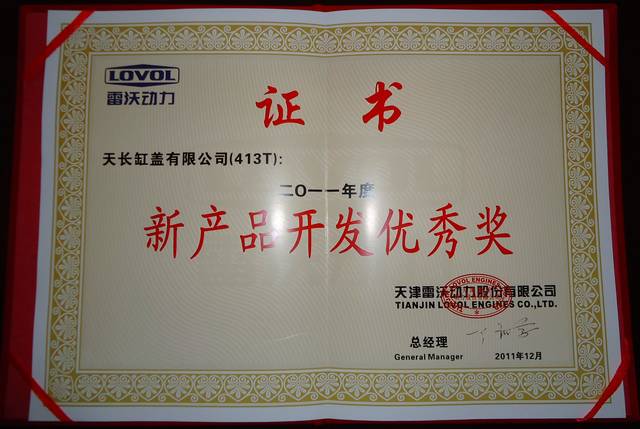 LOVOL
雷沃动力
证书
天长缸盖有限公司(413T):
二〇一一年度
新产品开发优秀奖
天津雷沃动力股份有限公司
TIANJIN LOVOL ENGINES CO.,LTD.
LOVOL ENGINES
总经理
General Manager
2011年12月